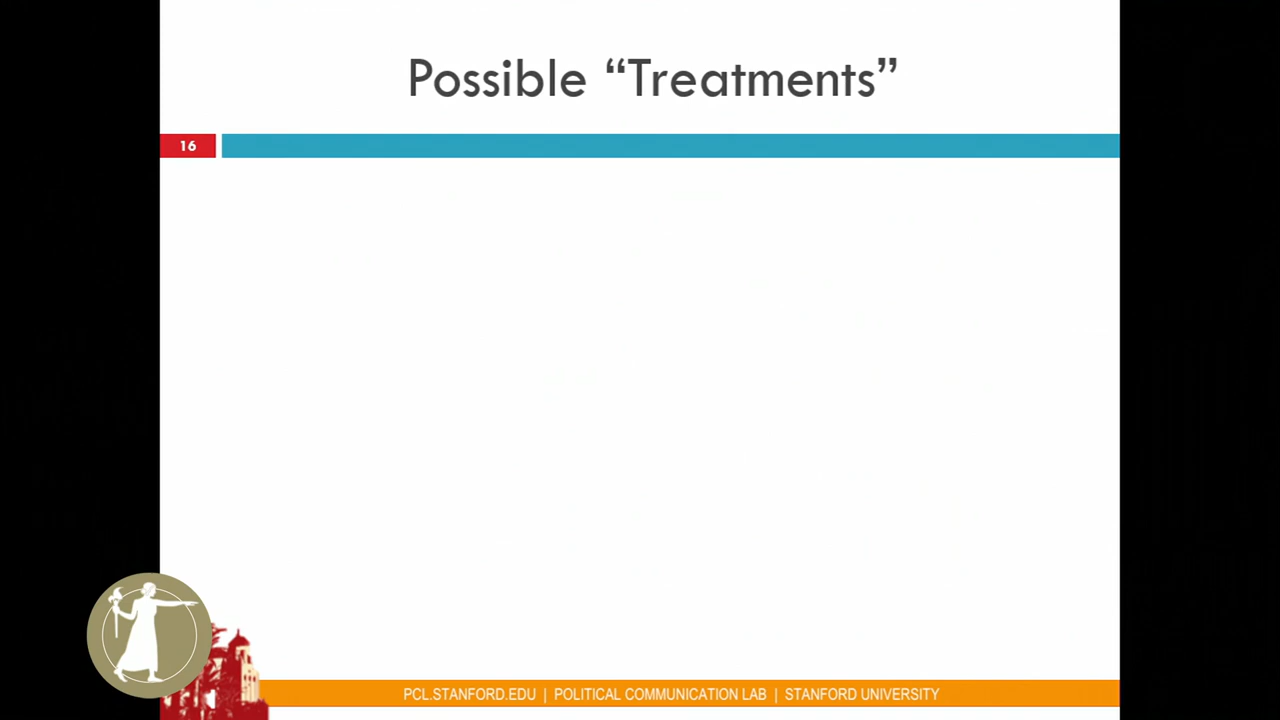 Possible “Treatments”
16
PCL.STANFORD.EDU | POLITICAL COMMUNICATION LAB | STANFORD UNIVERSITY